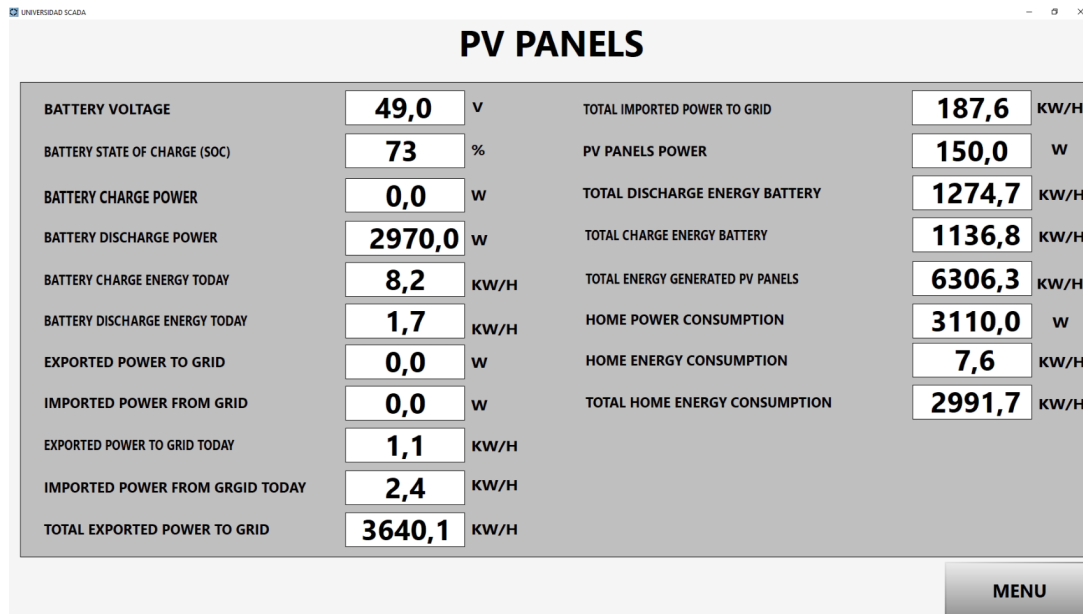 UNIVERSIDAD SCADA
PV PANELS
BATTERY VOLTAGE 49,0 V
BATTERY STATE OF CHARGE (SOC) 73 %
BATTERY CHARGE POWER 0,0 W
BATTERY DISCHARGE POWER 2970,0 W
BATTERY CHARGE ENERGY TODAY 8,2 KW/H
BATTERY DISCHARGE ENERGY TODAY 1,7 KW/H
EXPORTED POWER TO GRID 0,0 W
IMPORTED POWER FROM GRID 0,0 W
EXPORTED POWER TO GRID TODAY 1,1 KW/H
IMPORTED POWER FROM GRGID TODAY 2,4 KW/H
TOTAL EXPORTED POWER TO GRID 3640,1 KW/H
TOTAL IMPORTED POWER TO GRID 187,6 KW/H
PV PANELS POWER 150,0 W
TOTAL DISCHARGE ENERGY BATTERY 1274,7 KW/H
TOTAL CHARGE ENERGY BATTERY 1136,8 KW/H
TOTAL ENERGY GENERATED PV PANELS 6306,3 KW/H
HOME POWER CONSUMPTION 3110,0 W
HOME ENERGY CONSUMPTION 7,6 KW/H
TOTAL HOME ENERGY CONSUMPTION 2991,7 KW/H
MENU